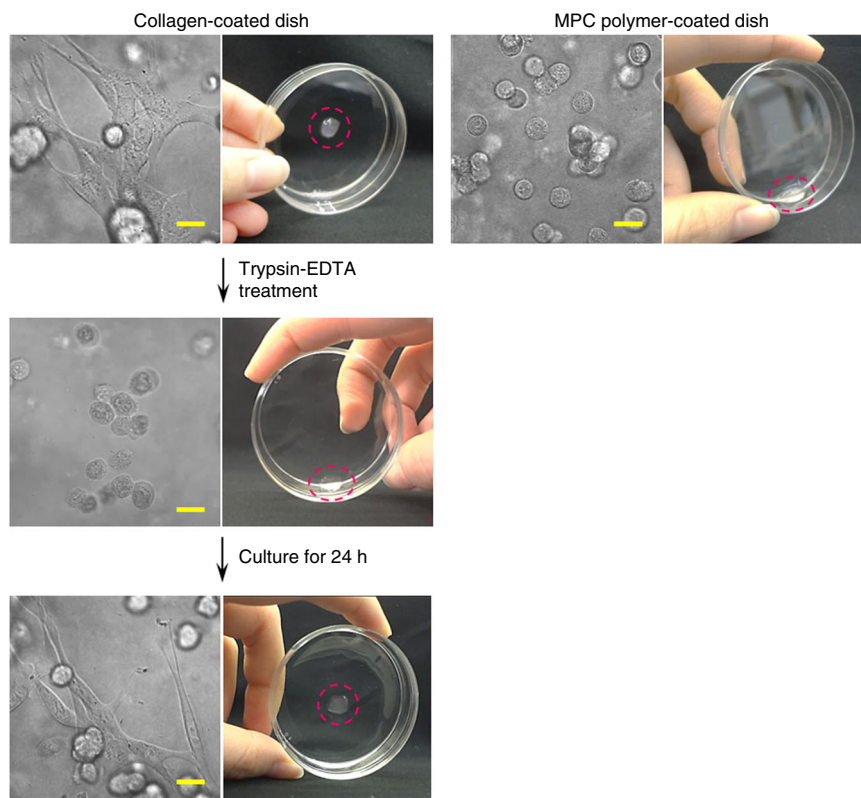 Collagen-coated dish
MPC polymer-coated dish
Trypsin-EDTA
treatment
Culture for 24 h